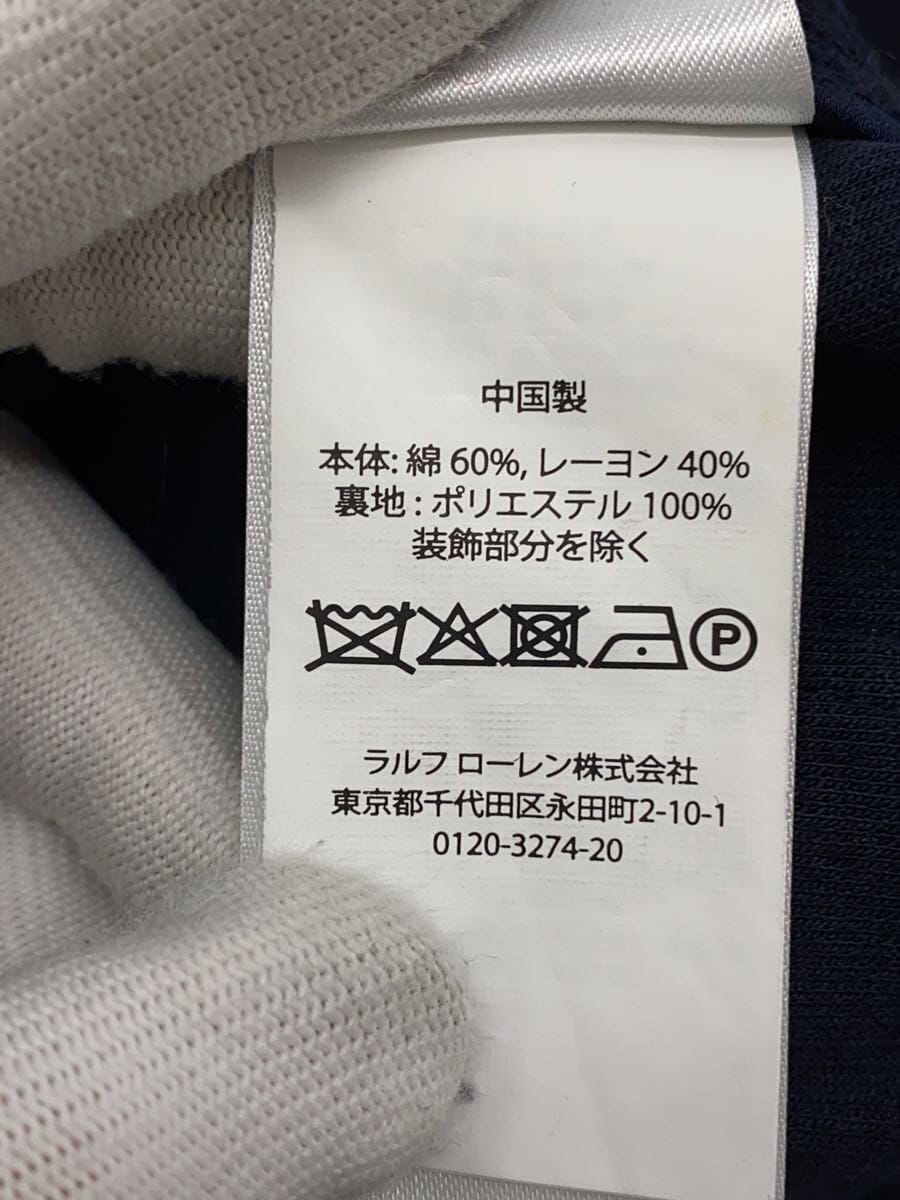 中国製
本体: 綿 60%, レーヨン 40%
裏地 : ポリエステル 100%
装飾部分を除く
P
ラルフ ローレン株式会社
東京都千代田区永田町2-10-1
0120-3274-20